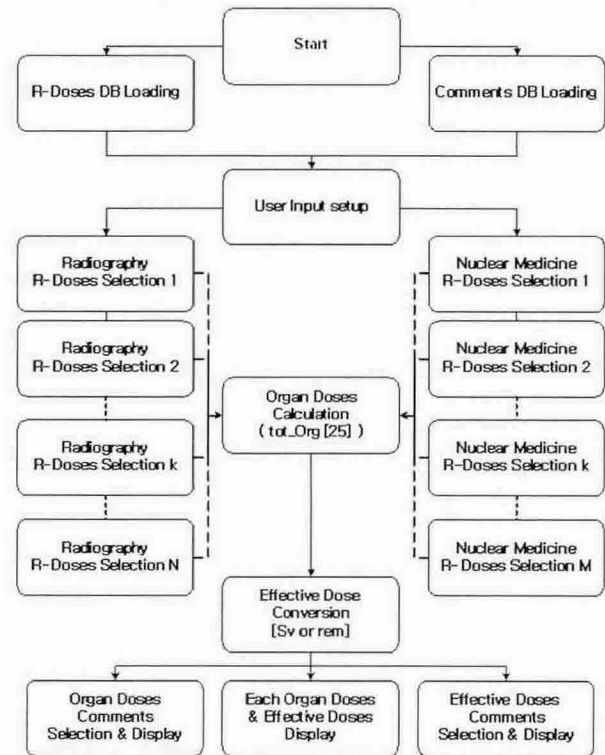 Start
R-Doses DB Loading
Comments DB Loading
User Input setup
Radiography
R-Doses Selection 1
Nuclear Medicine
R-Doses Selection 1
Radiography
R-Doses Selection 2
Nuclear Medicine
R-Doses Selection 2
Organ Doses
Calculation
( tot_Org [25] )
Radiography
R-Doses Selection k
Nuclear Medicine
R-Doses Selection k
Radiography
R-Doses Selection N
Nuclear Medicine
R-Doses Selection M
Effective Dose
Conversion
[Sv or rem]
Organ Doses
Comments
Selection & Display
Each Organ Doses
& Effective Doses
Display
Effective Doses
Comments
Selection & Display